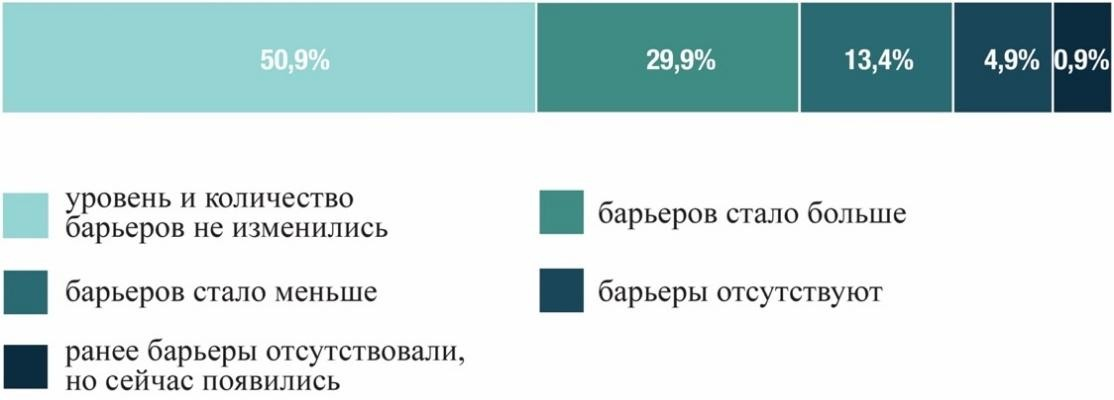 50,9%
29,9%
13,4%
4,9%
0,9%
уровень и количество
барьеров не изменились
барьеров стало больше
барьеров стало меньше
барьеры отсутствуют
ранее барьеры отсутствовали,
но сейчас появились